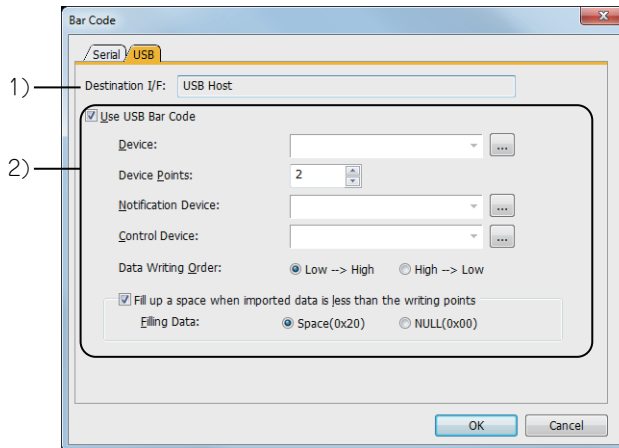 Bar Code
Serial USB
1) Destination I/F: USB Host
Use USB Bar Code
2) Device: ...
Device Points: 2
Notification Device: ...
Control Device: ...
Data Writing Order: Low --> High High --> Low
Fill up a space when imported data is less than the writing points
Filling Data: Space(0x20) NULL(0x00)
OK Cancel